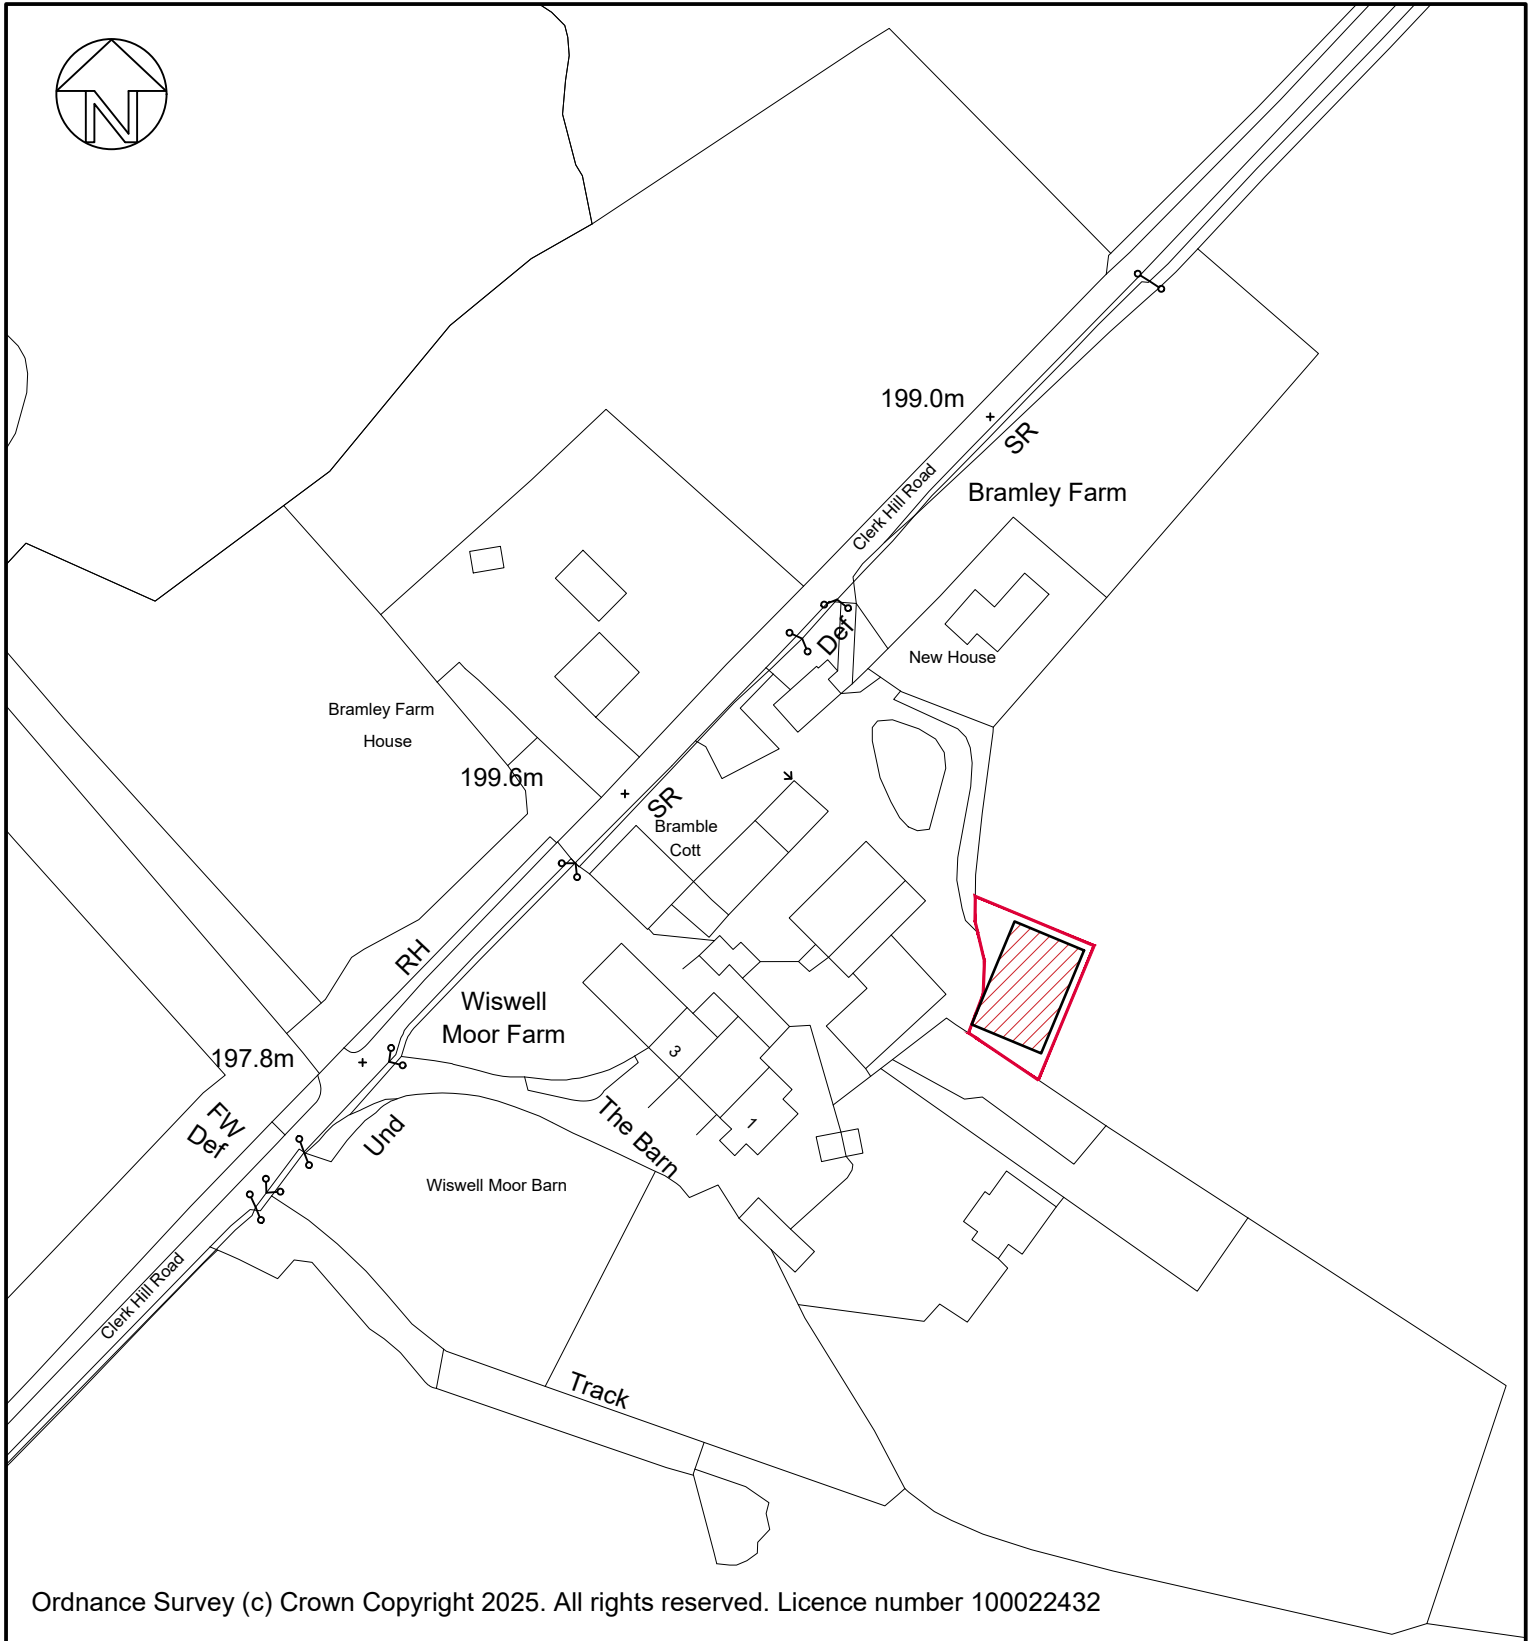 N
199.0m
SR
Clerk Hill Road
Bramley Farm
Def
New House
Bramley Farm
House
199.6m
SR
Bramble
Cott
RH
Wiswell
Moor Farm
3
197.8m
1
The Barn
FW
Def
Und
Wiswell Moor Barn
Clerk Hill Road
Track
Ordnance Survey (c) Crown Copyright 2025. All rights reserved. Licence number 100022432